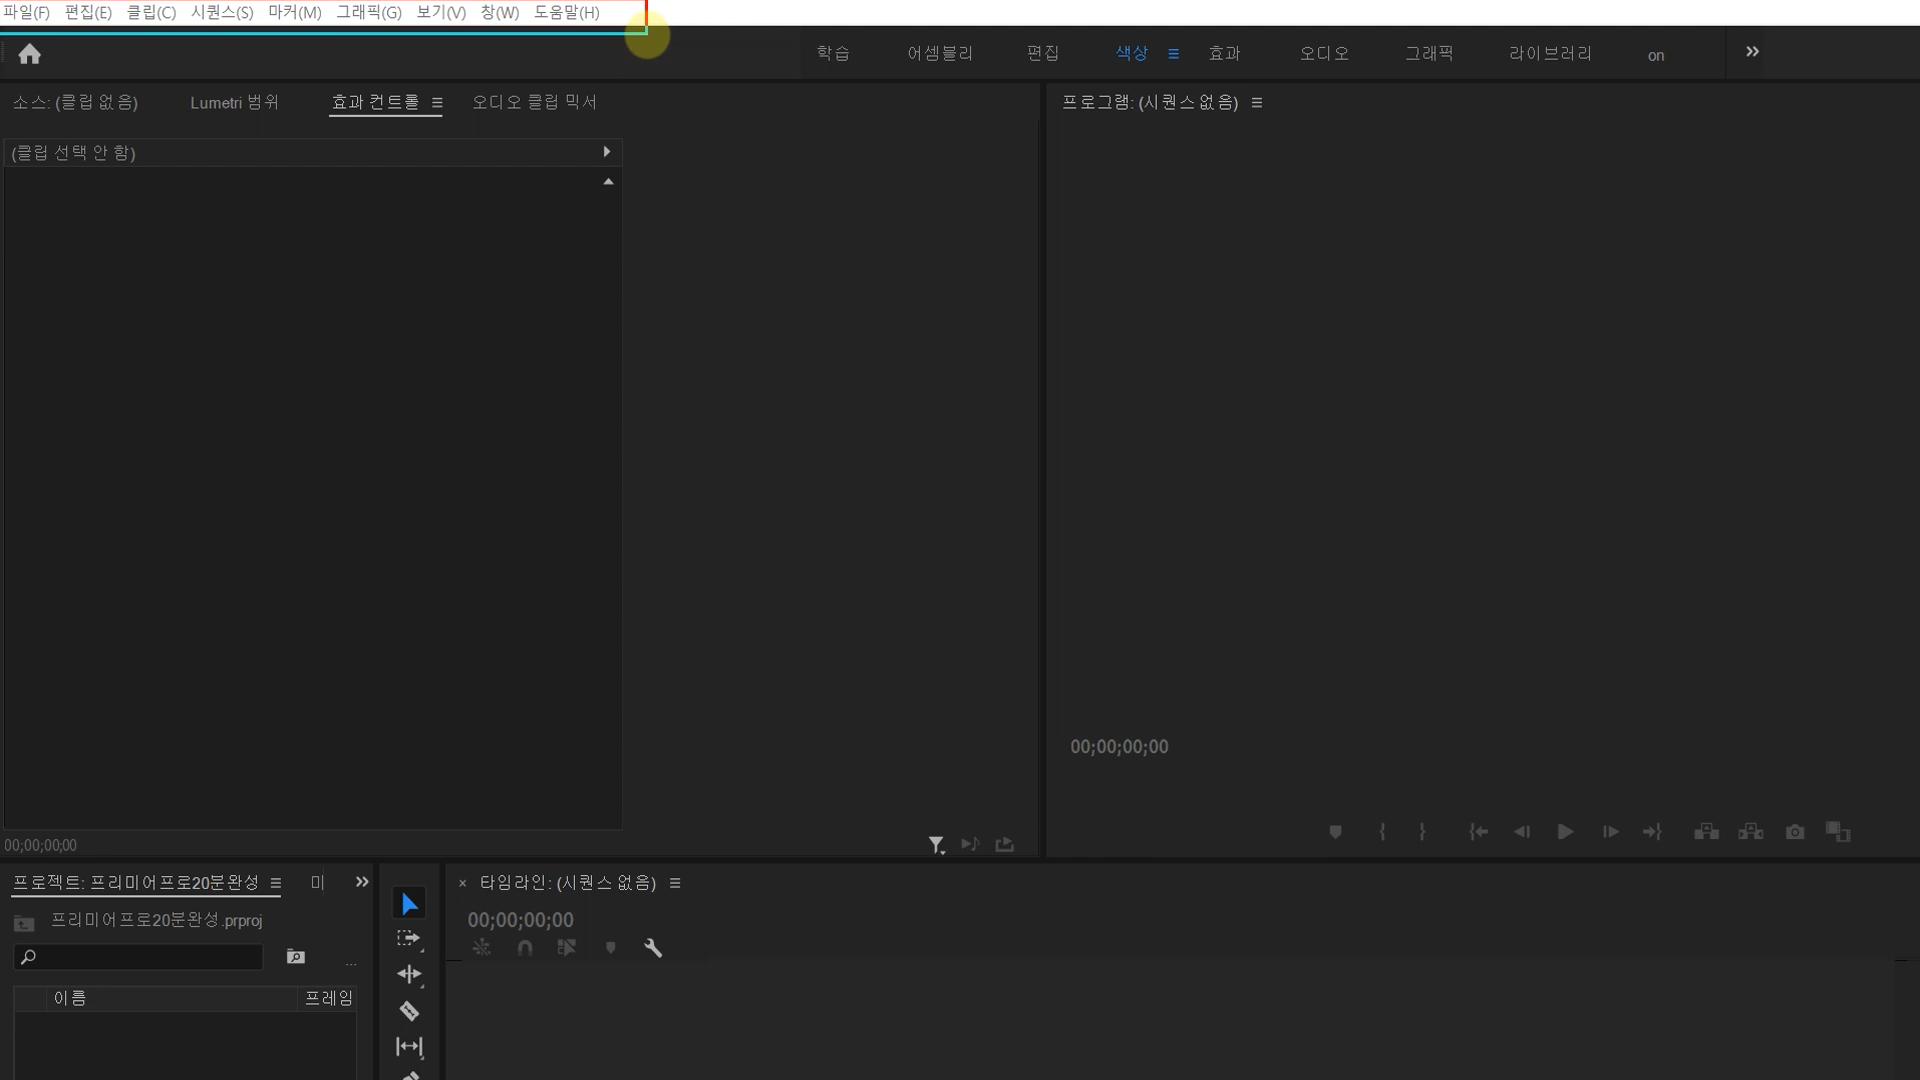 파일(F) 편집(E) 클립(C) 시퀀스(S) 마커(M) 그래픽(G) 보기(V) 창(W) 도움말(H)
학습 어셈블리 편집 색상 효과 오디오 그래픽 라이브러리 on
소스: (클립 없음) Lumetri 범위 효과 컨트롤 오디오 클립 믹서
프로그램: (시퀀스 없음)
(클립 선택 안 함)
00;00;00;00
00;00;00;00
프로젝트: 프리미어프로20분완성 미
× 타임라인: (시퀀스 없음)
프리미어프로20분완성.prproj
00;00;00;00
...
이름 프레임